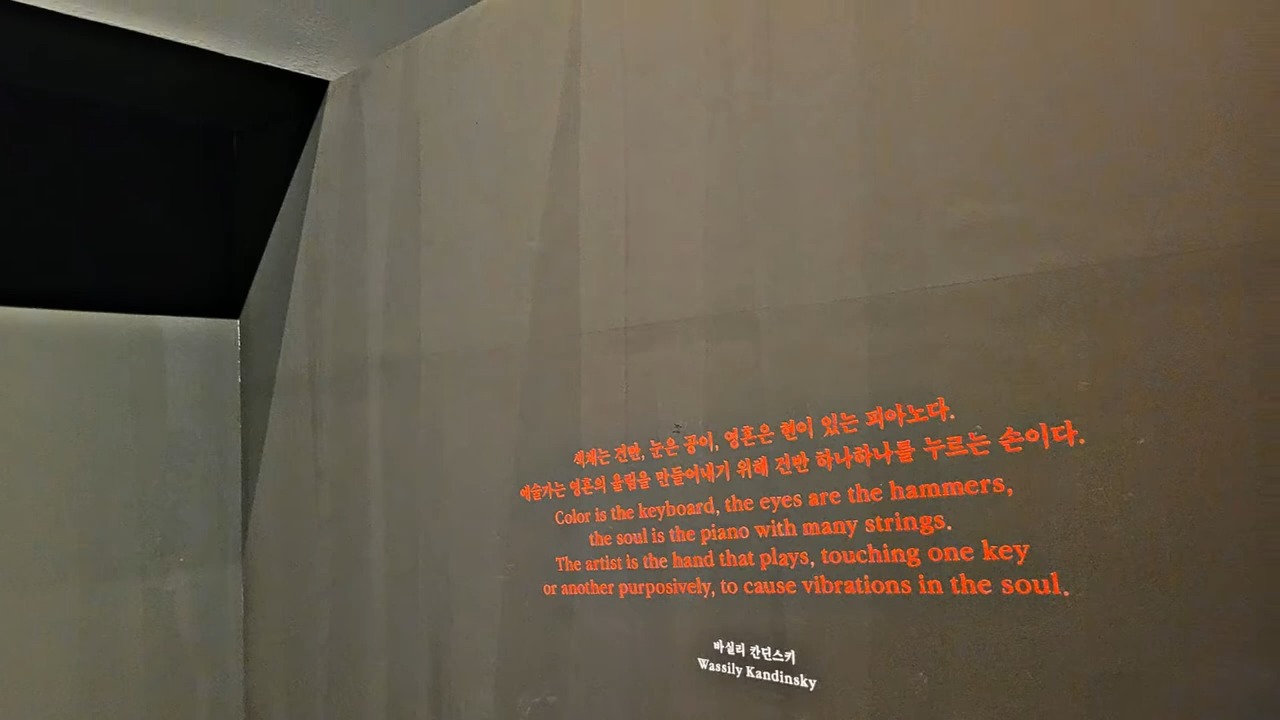 색채는 건반, 눈은 공이, 영혼은 현이 있는 피아노다.
예술가는 영혼의 울림을 만들어내기 위해 건반 하나하나를 누르는 손이다.
Color is the keyboard, the eyes are the hammers,
the soul is the piano with many strings.
The artist is the hand that plays, touching one key
or another purposively, to cause vibrations in the soul.
바실리 칸딘스키
Wassily Kandinsky